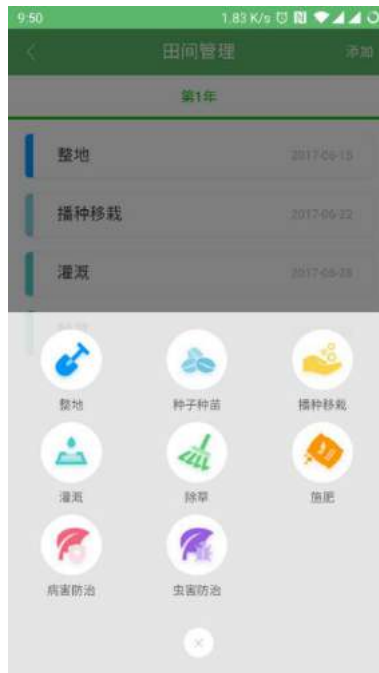 9:50 1.83 K/s
田间管理 添加
第1年
整地 2017-06-15
播种移栽 2017-06-22
灌溉 2017-06-28
整地 种子种苗 播种移栽
灌溉 除草 施肥
病害防治 虫害防治